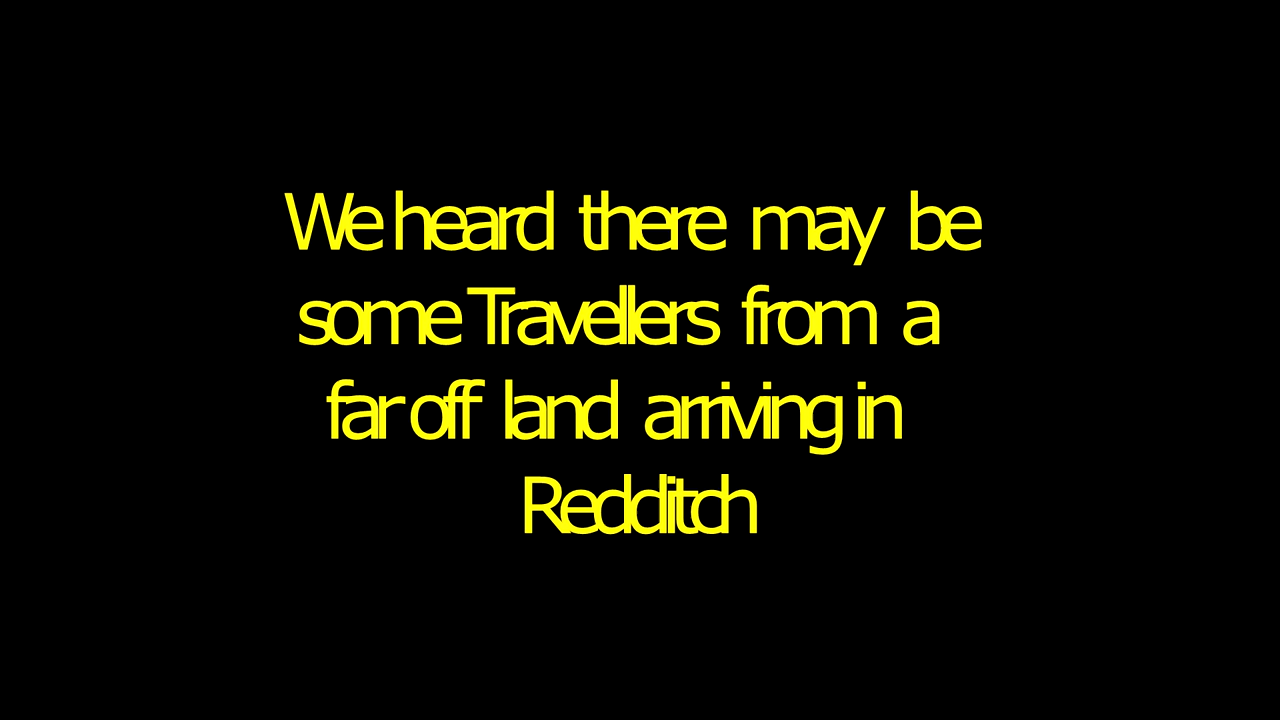 We heard there may be
some Travellers from a
far off land arriving in
Redditch